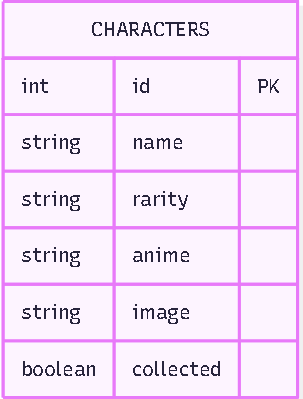 CHARACTERS
int id PK
string name
string rarity
string anime
string image
boolean collected